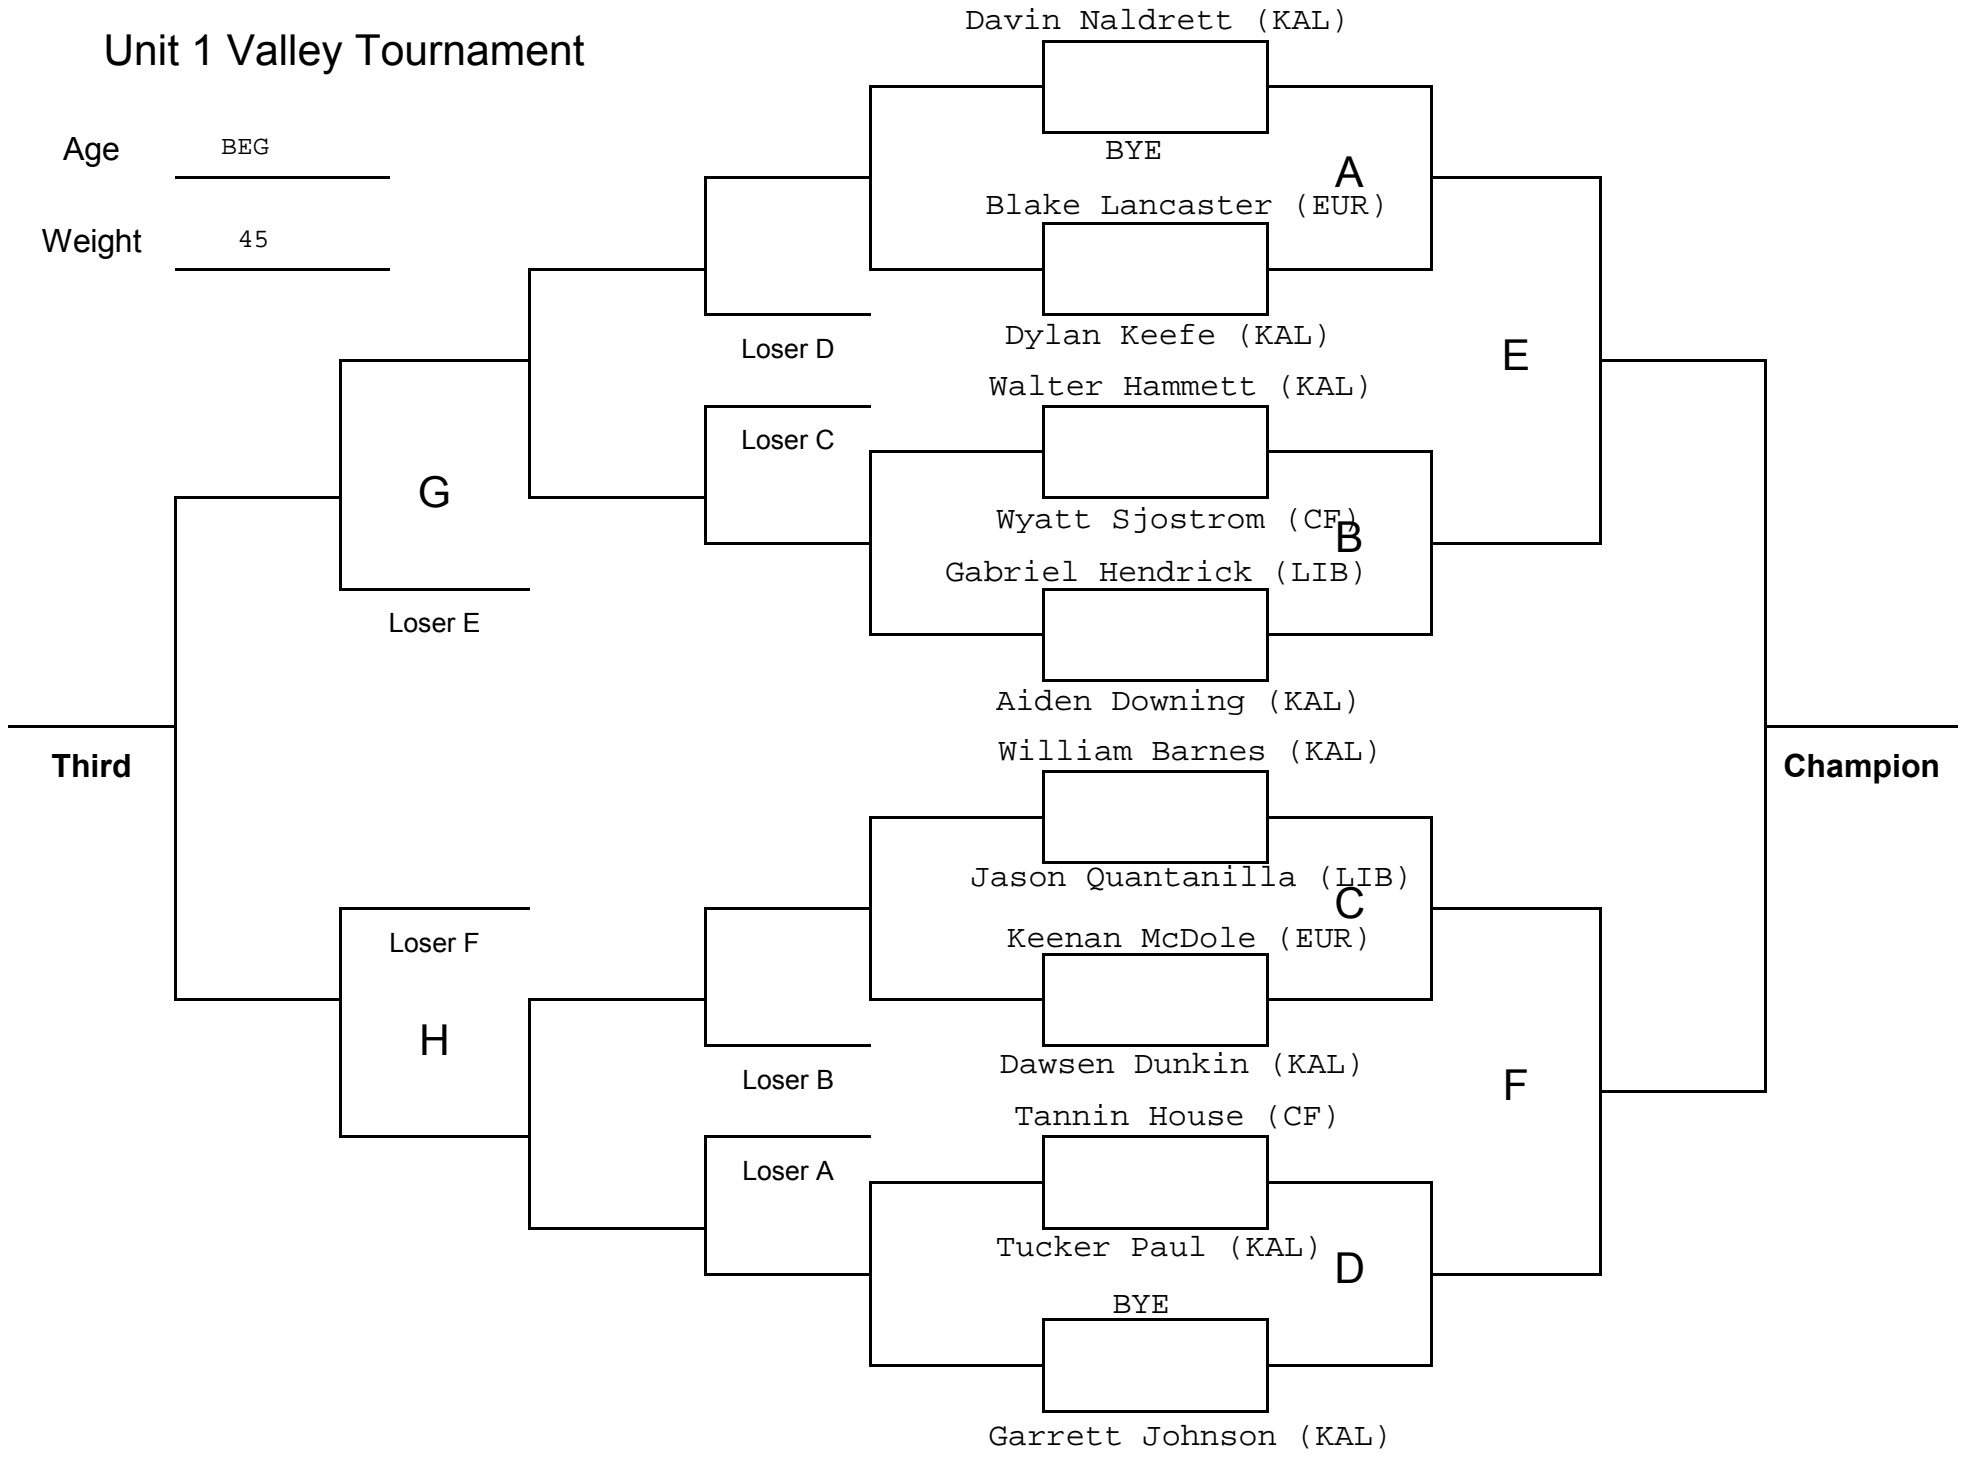 Unit 1 Valley Tournament
Age BEG
Weight 45
Davin Naldrett (KAL)
BYE
A
Blake Lancaster (EUR)
Dylan Keefe (KAL)
Loser D
E
Walter Hammett (KAL)
Loser C
G
Wyatt Sjostrom (CF)
B
Gabriel Hendrick (LIB)
Loser E
Aiden Downing (KAL)
William Barnes (KAL)
Third
Champion
Jason Quantanilla (LIB)
C
Keenan McDole (EUR)
Loser F
H
Dawsen Dunkin (KAL)
Loser B
F
Tannin House (CF)
Loser A
Tucker Paul (KAL)
D
BYE
Garrett Johnson (KAL)